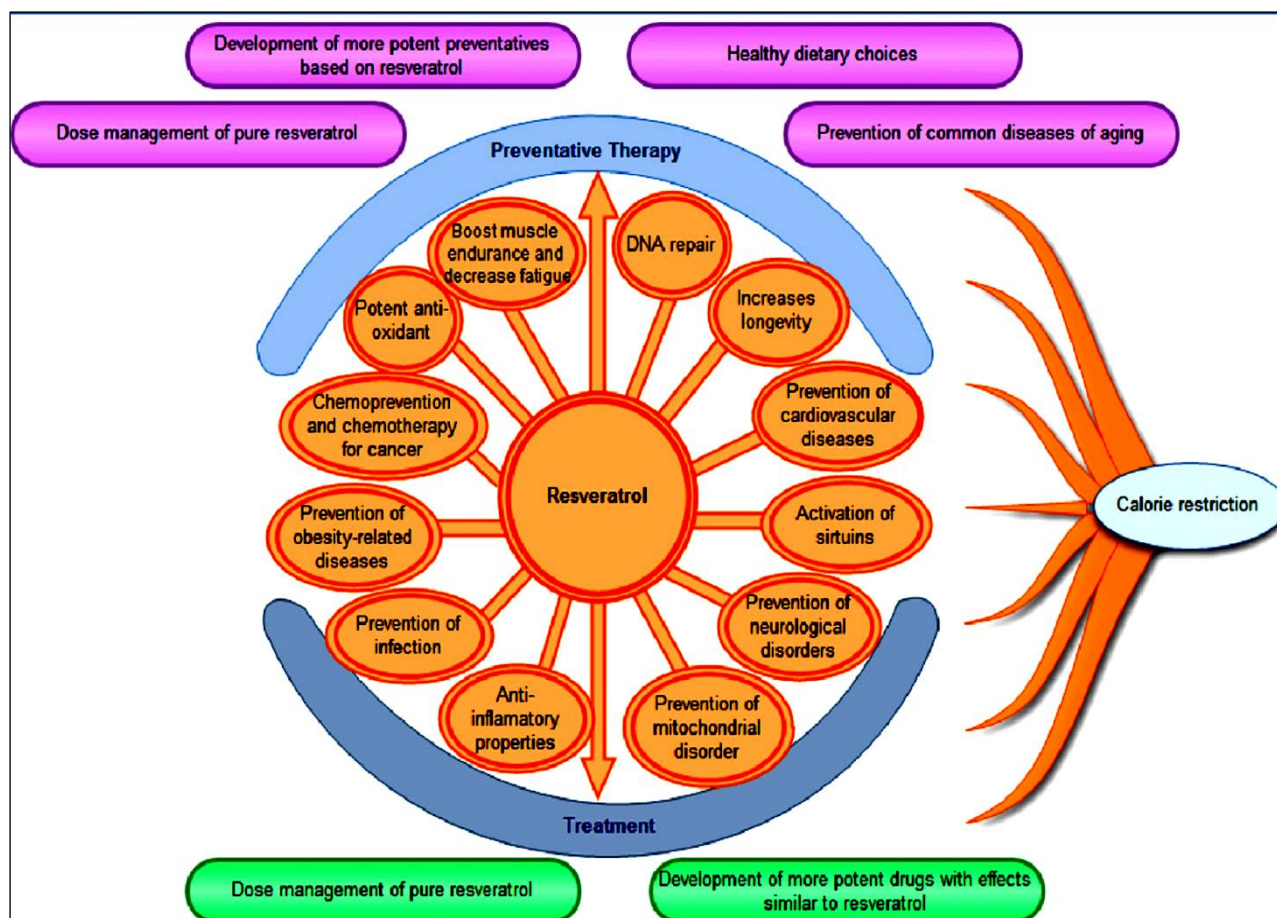 Development of more potent preventatives
based on resveratrol
Healthy dietary choices
Dose management of pure resveratrol
Prevention of common diseases of aging
Preventative Therapy
Boost muscle
endurance and
decrease fatigue
DNA repair
Potent anti-
oxidant
Increases
longevity
Chemoprevention
and chemotherapy
for cancer
Prevention of
cardiovascular
diseases
Resveratrol
Calorie restriction
Prevention of
obesity-related
diseases
Activation of
sirtuins
Prevention of
infection
Prevention of
neurological
disorders
Anti-
inflamatory
properties
Prevention of
mitochondrial
disorder
Treatment
Dose management of pure resveratrol
Development of more potent drugs with effects
similar to resveratrol